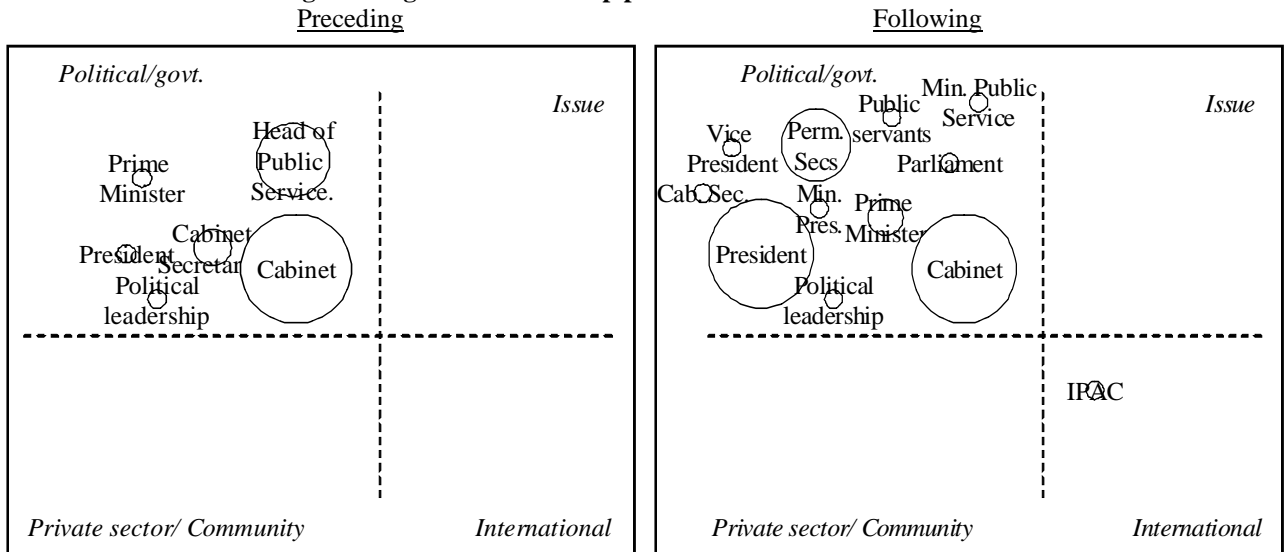 Preceding
Following
Political/govt.
Issue
Head of
Public
Service.
Prime
Minister
Cabinet
Secretar
President
Cabinet
Political
leadership
Private sector/ Community
International
Political/govt.
Issue
Min. Public
Service
Public
servants
Vice
President
Perm.
Secs
Parliament
Cab. Sec.
Min.
Pres.
Prime
Minister
President
Cabinet
Political
leadership
IPAC
Private sector/ Community
International